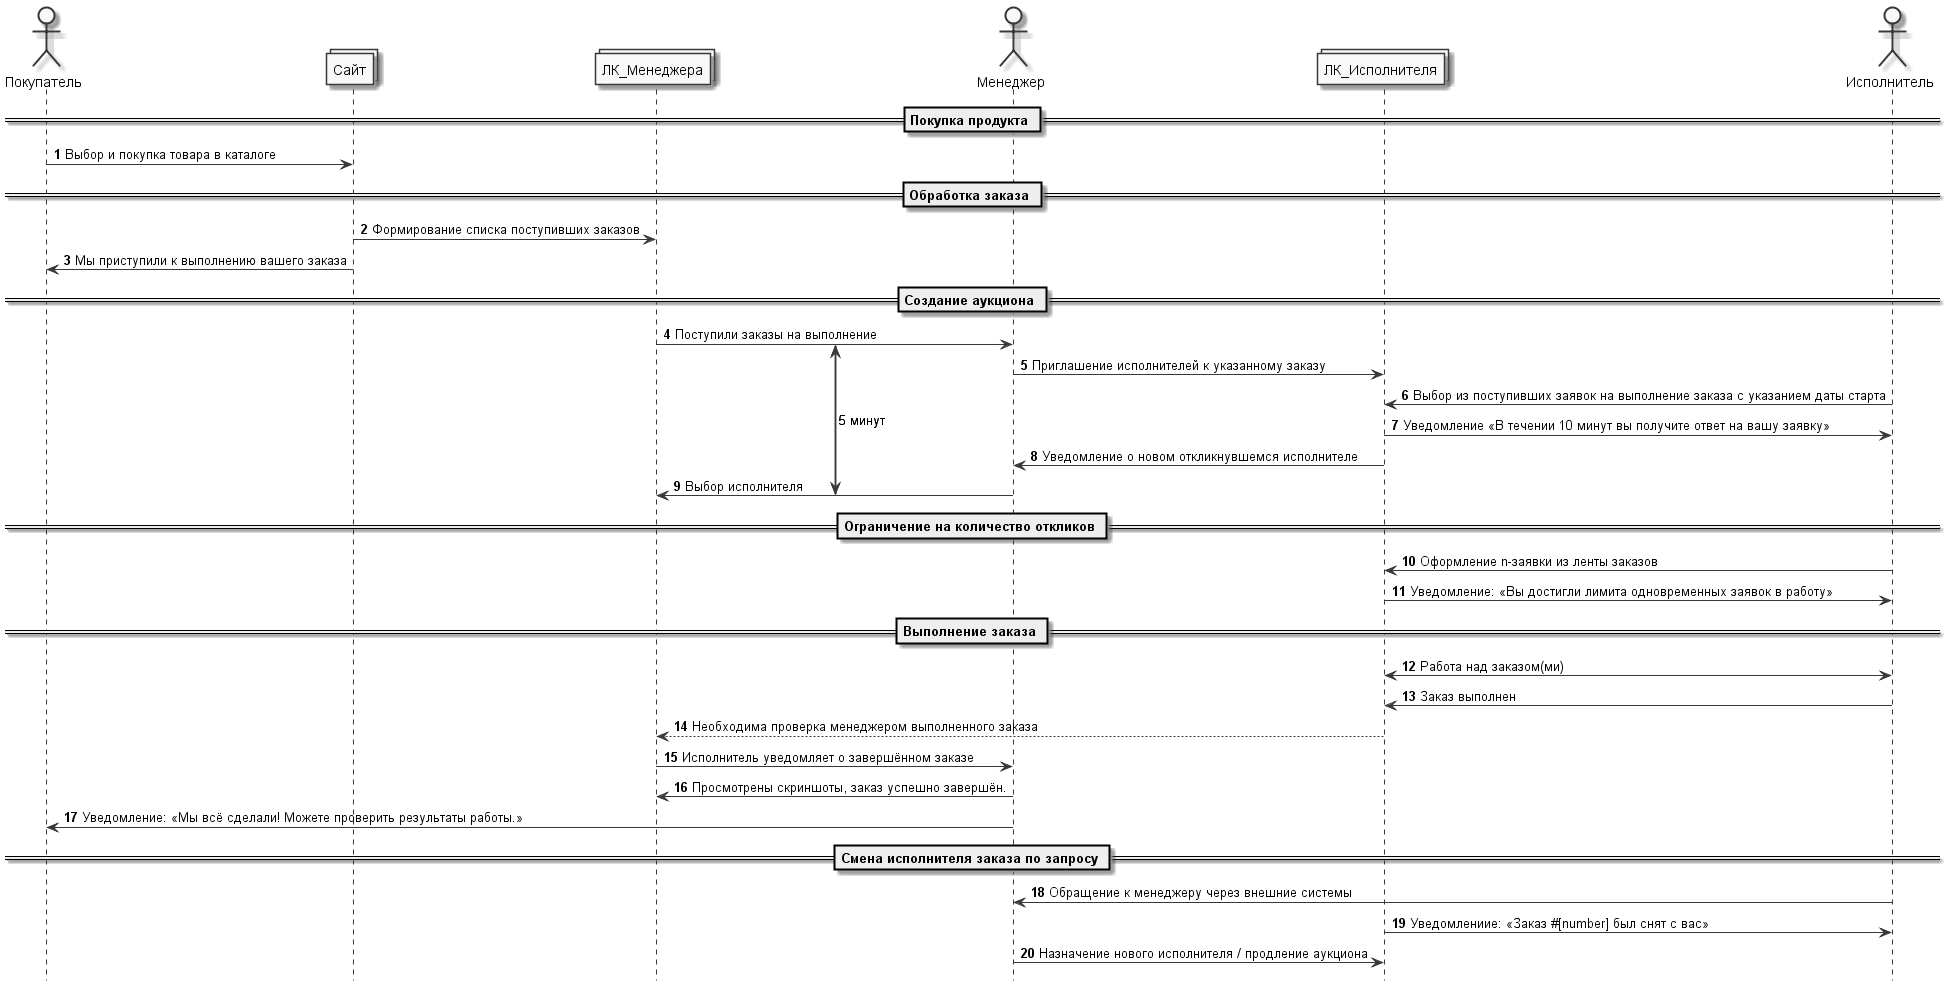 Покупатель
Сайт
ЛК_Менеджера
Менеджер
ЛК_Исполнителя
Исполнитель
Покупка продукта
1 Выбор и покупка товара в каталоге
Обработка заказа
2 Формирование списка поступивших заказов
3 Мы приступили к выполнению вашего заказа
Создание аукциона
4 Поступили заказы на выполнение
5 Приглашение исполнителей к указанному заказу
6 Выбор из поступивших заявок на выполнение заказа с указанием даты старта
5 минут
7 Уведомление «В течении 10 минут вы получите ответ на вашу заявку»
8 Уведомление о новом откликнувшемся исполнителе
9 Выбор исполнителя
Ограничение на количество откликов
10 Оформление n-заявки из ленты заказов
11 Уведомление: «Вы достигли лимита одновременных заявок в работу»
Выполнение заказа
12 Работа над заказом(ми)
13 Заказ выполнен
14 Необходима проверка менеджером выполненного заказа
15 Исполнитель уведомляет о завершённом заказе
16 Просмотрены скриншоты, заказ успешно завершён.
17 Уведомление: «Мы всё сделали! Можете проверить результаты работы.»
Смена исполнителя заказа по запросу
18 Обращение к менеджеру через внешние системы
19 Уведомлениие: «Заказ #[number] был снят с вас»
20 Назначение нового исполнителя / продление аукциона